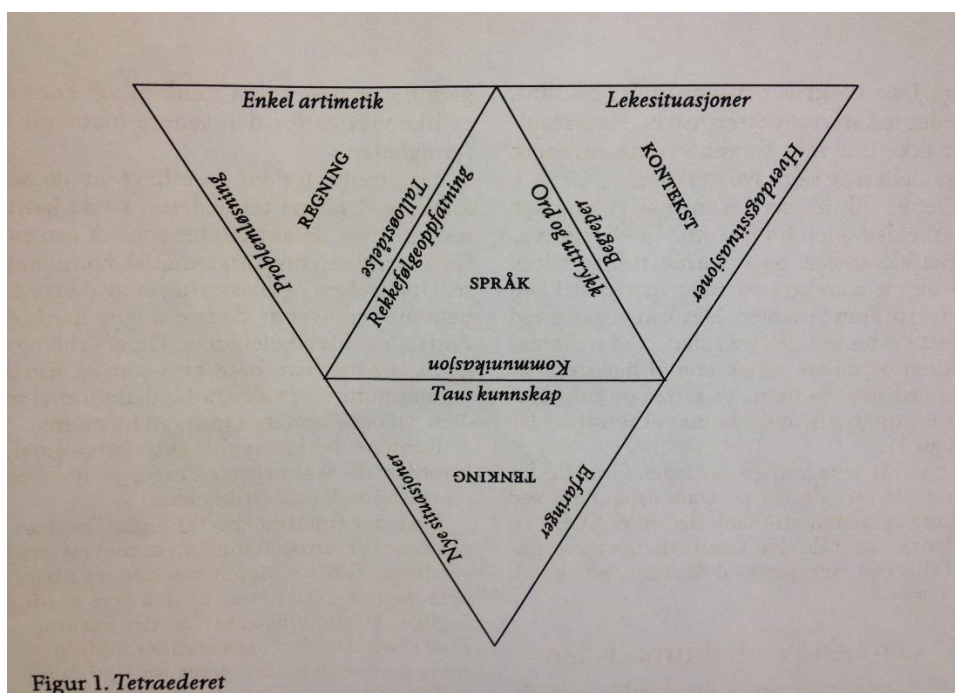 Enkel artimetik
Lekesituasjoner
Problemløsning
REGNING
Talloøståelse
Rekkefølgeoppfatning
Ord og uttrykk
Begreper
KONTEKST
Hverdagssituasjoner
SPRÅK
Kommunikasjon
Taus kunnskap
Nye situasjoner
TENKING
Erfaringer
Figur 1. Tetraederet